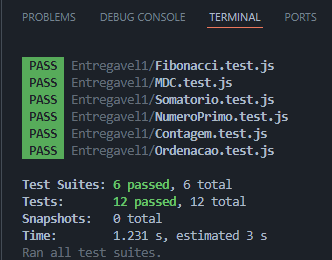 PROBLEMS DEBUG CONSOLE TERMINAL PORTS
PASS Entregavel1/Fibonacci.test.js
PASS Entregavel1/MDC.test.js
PASS Entregavel1/Somatorio.test.js
PASS Entregavel1/NumeroPrimo.test.js
PASS Entregavel1/Contagem.test.js
PASS Entregavel1/Ordenacao.test.js
Test Suites: 6 passed, 6 total
Tests: 12 passed, 12 total
Snapshots: 0 total
Time: 1.231 s, estimated 3 s
Ran all test suites.